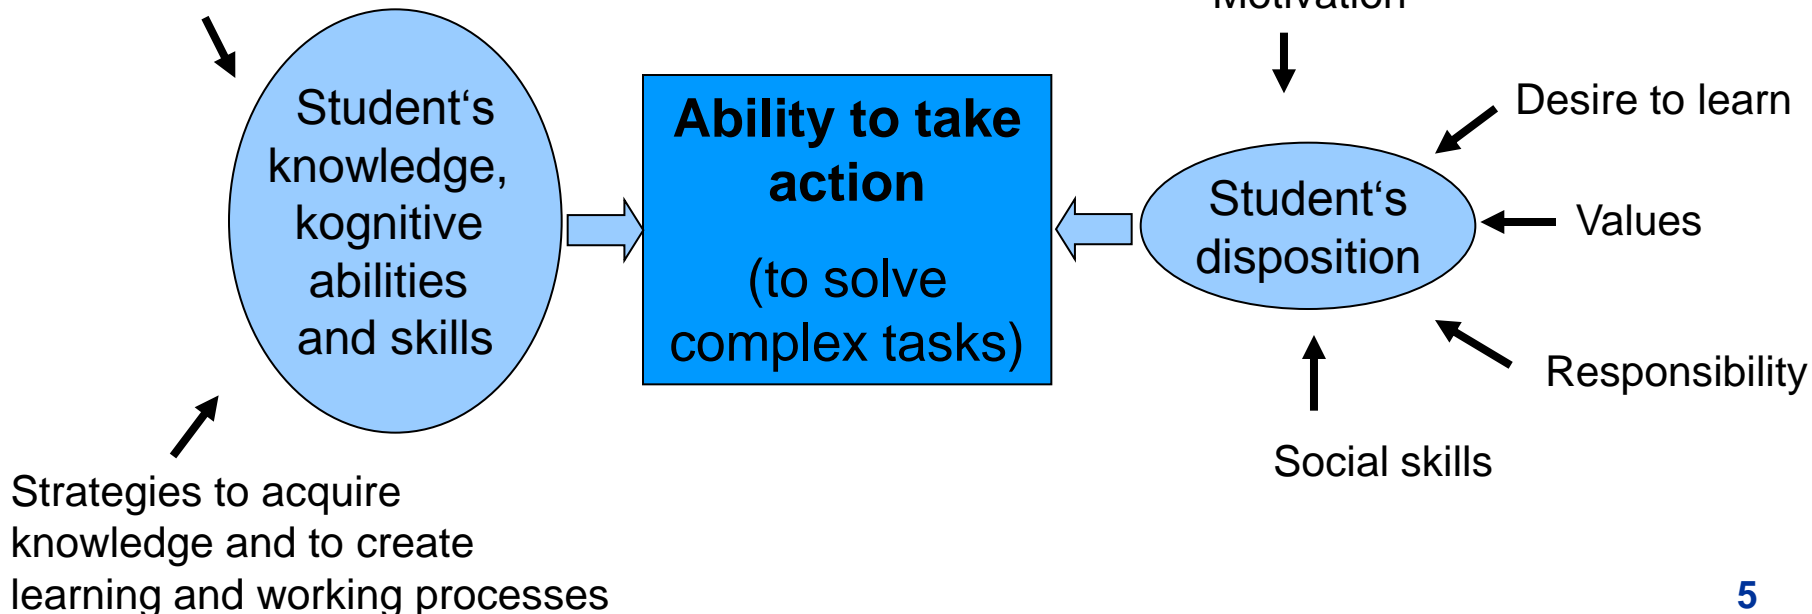 Motivation
Student‘s
knowledge,
kognitive
abilities
and skills
Ability to take
action
(to solve
complex tasks)
Student‘s
disposition
Desire to learn
Values
Responsibility
Social skills
Strategies to acquire
knowledge and to create
learning and working processes
5